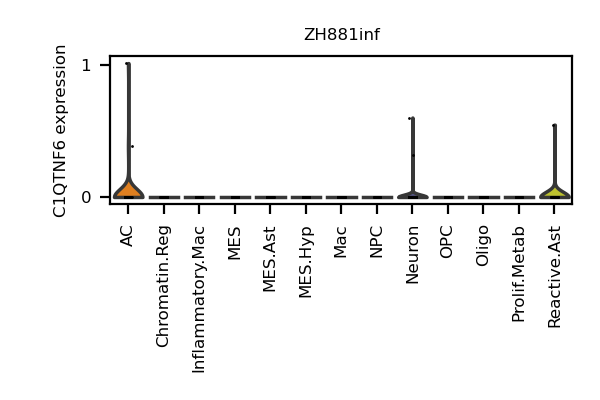 ZH881inf
C1QTNF6 expression
1
0
AC
Chromatin.Reg
Inflammatory.Mac
MES
MES.Ast
MES.Hyp
Mac
NPC
Neuron
OPC
Oligo
Prolif.Metab
Reactive.Ast